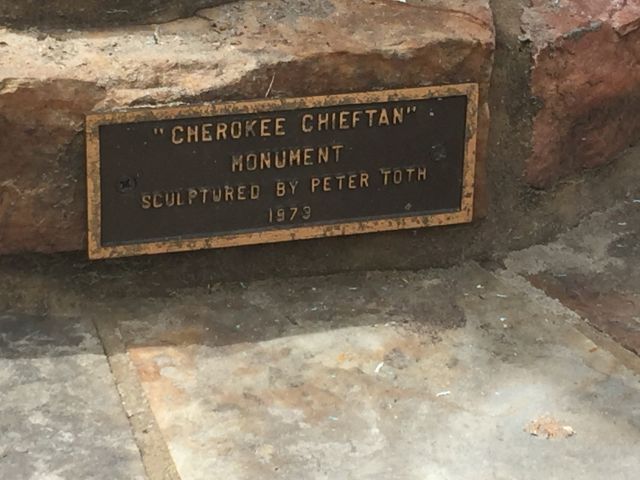 "CHEROKEE CHIEFTAN"
MONUMENT
SCULPTURED BY PETER TOTH
1973